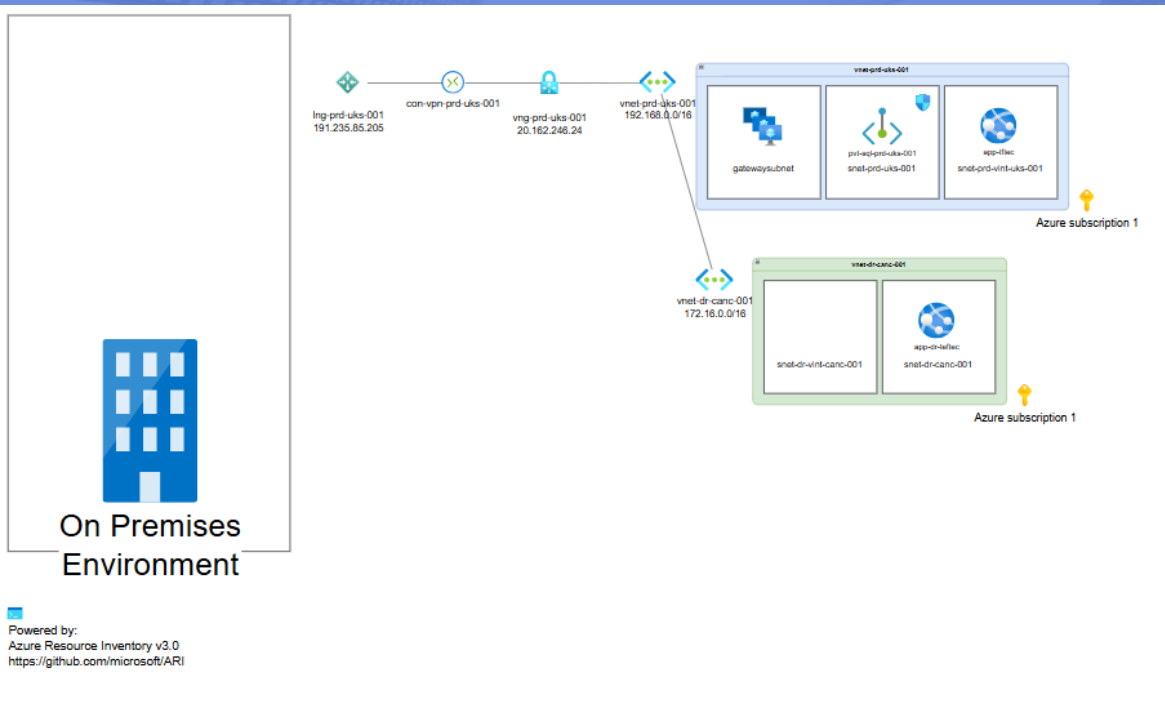 lng-prd-uks-001
191.235.85.205
con-vpn-prd-uks-001
vng-prd-uks-001
20.162.246.24
vnet-prd-uks-001
192.168.0.0/16
vnet-prd-uks-001
gatewaysubnet
pvt-sql-prd-uks-001
snet-prd-uks-001
snet-prd-vint-uks-001
Azure subscription 1
vnet-dr-canc-001
172.16.0.0/16
vnet-dr-canc-001
snet-dr-vint-canc-001
snet-dr-canc-001
Azure subscription 1
On Premises
Environment
Powered by:
Azure Resource Inventory v3.0
https://github.com/microsoft/ARI